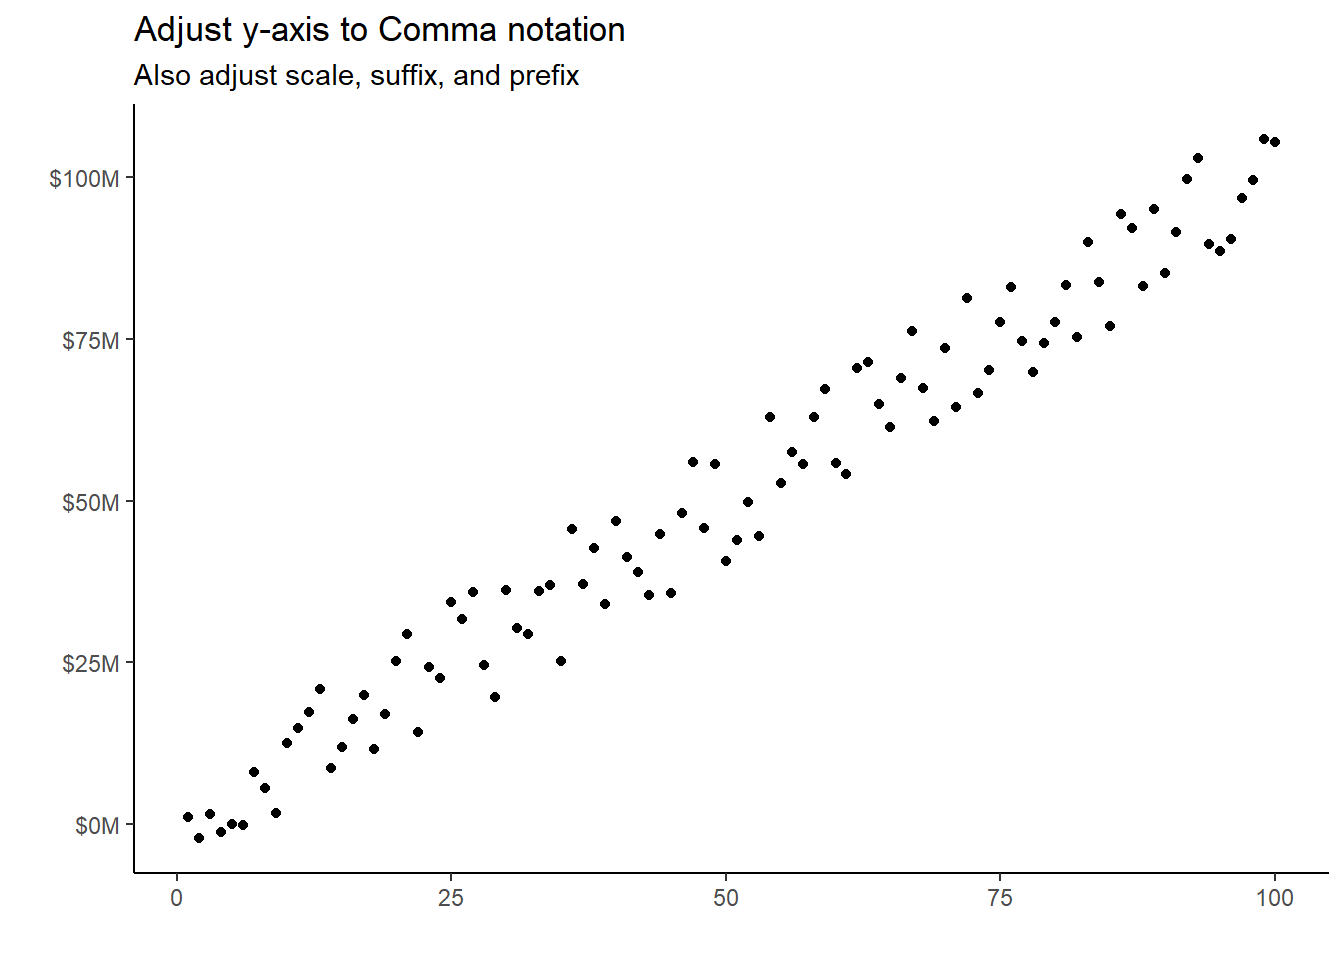 Adjust y-axis to Comma notation
Also adjust scale, suffix, and prefix
$100M
$75M
$50M
$25M
$0M
0 25 50 75 100